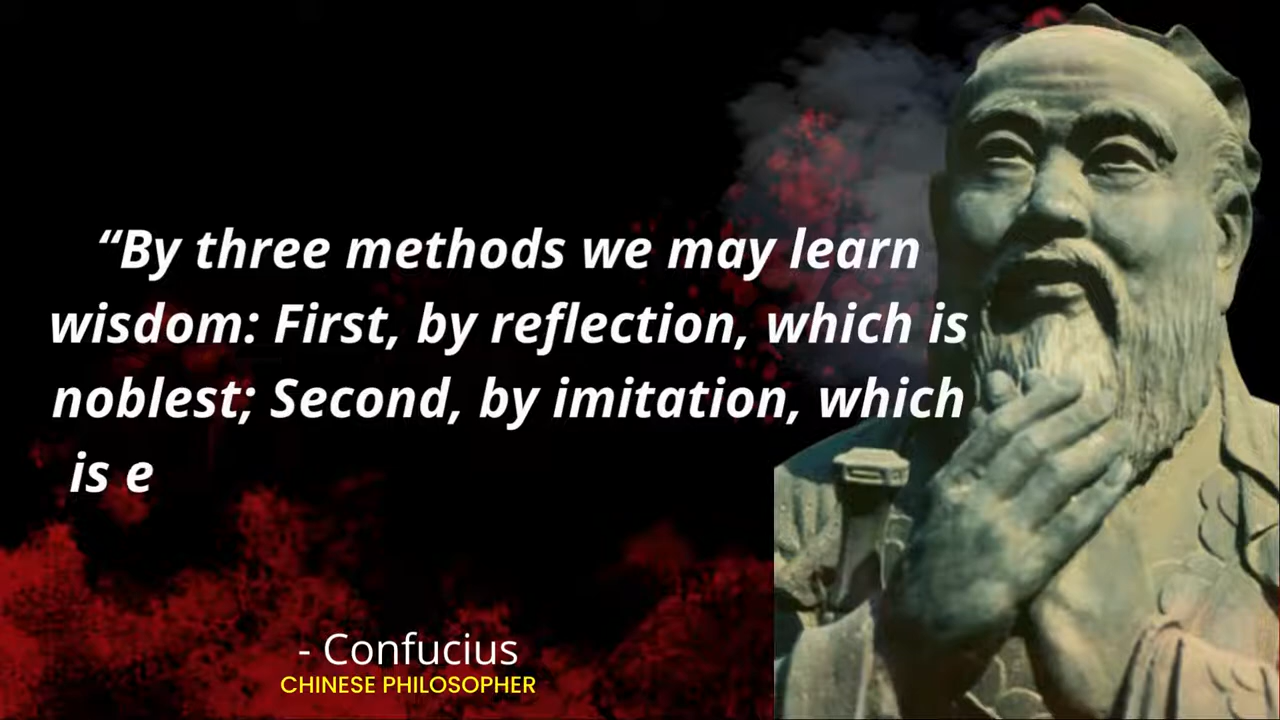 “By three methods we may learn
wisdom: First, by reflection, which is
noblest; Second, by imitation, which
is e
- Confucius
CHINESE PHILOSOPHER